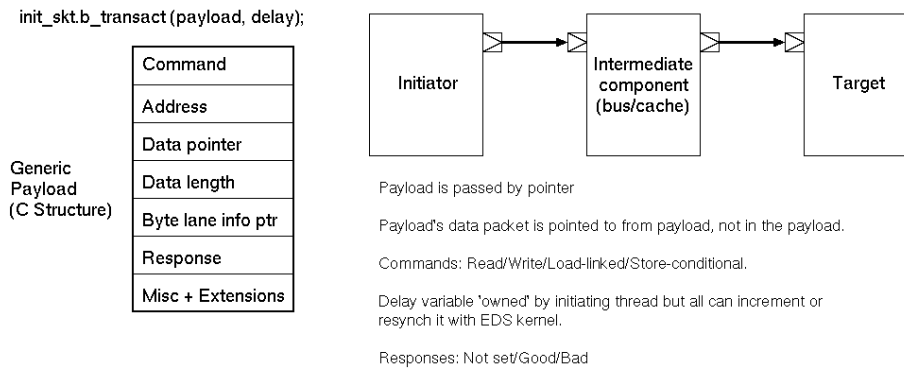 init_skt.b_transact (payload, delay);
Generic
Payload
(C Structure)
Command
Address
Data pointer
Data length
Byte lane info ptr
Response
Misc + Extensions
Initiator
Intermediate
component
(bus/cache)
Target
Payload is passed by pointer
Payload's data packet is pointed to from payload, not in the payload.
Commands: Read/Write/Load-linked/Store-conditional.
Delay variable 'owned' by initiating thread but all can increment or
resynch it with EDS kernel.
Responses: Not set/Good/Bad